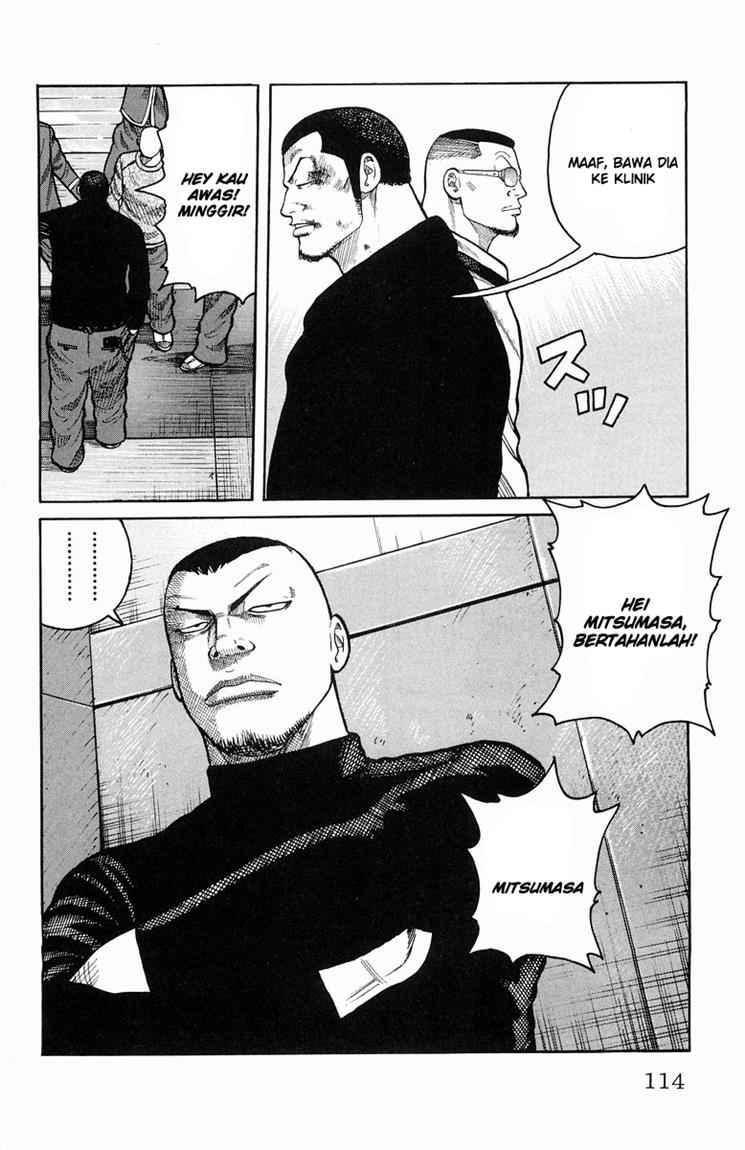 MAAF, BAWA DIA
KE KLINIK
スッ
HEY KAU
AWAS!
MINGGIR!
HEI
MITSUMASA,
BERTAHANLAH!
MITSUMASA
114